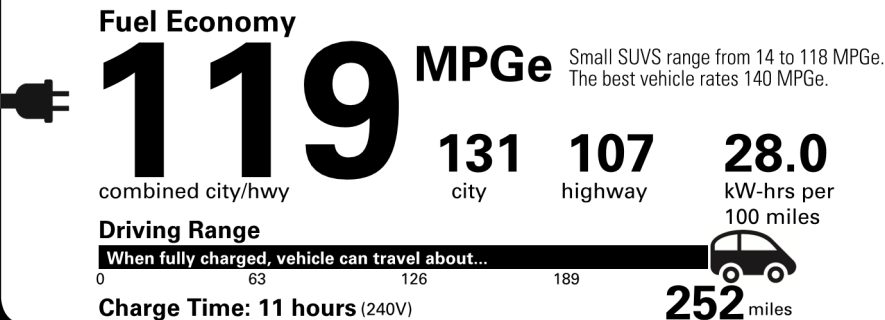 Fuel Economy
119 MPGe
Small SUVS range from 14 to 118 MPGe.
The best vehicle rates 140 MPGe.
combined city/hwy
131
city
107
highway
28.0
kW-hrs per
100 miles
Driving Range
When fully charged, vehicle can travel about...
0 63 126 189
252 miles
Charge Time: 11 hours (240V)